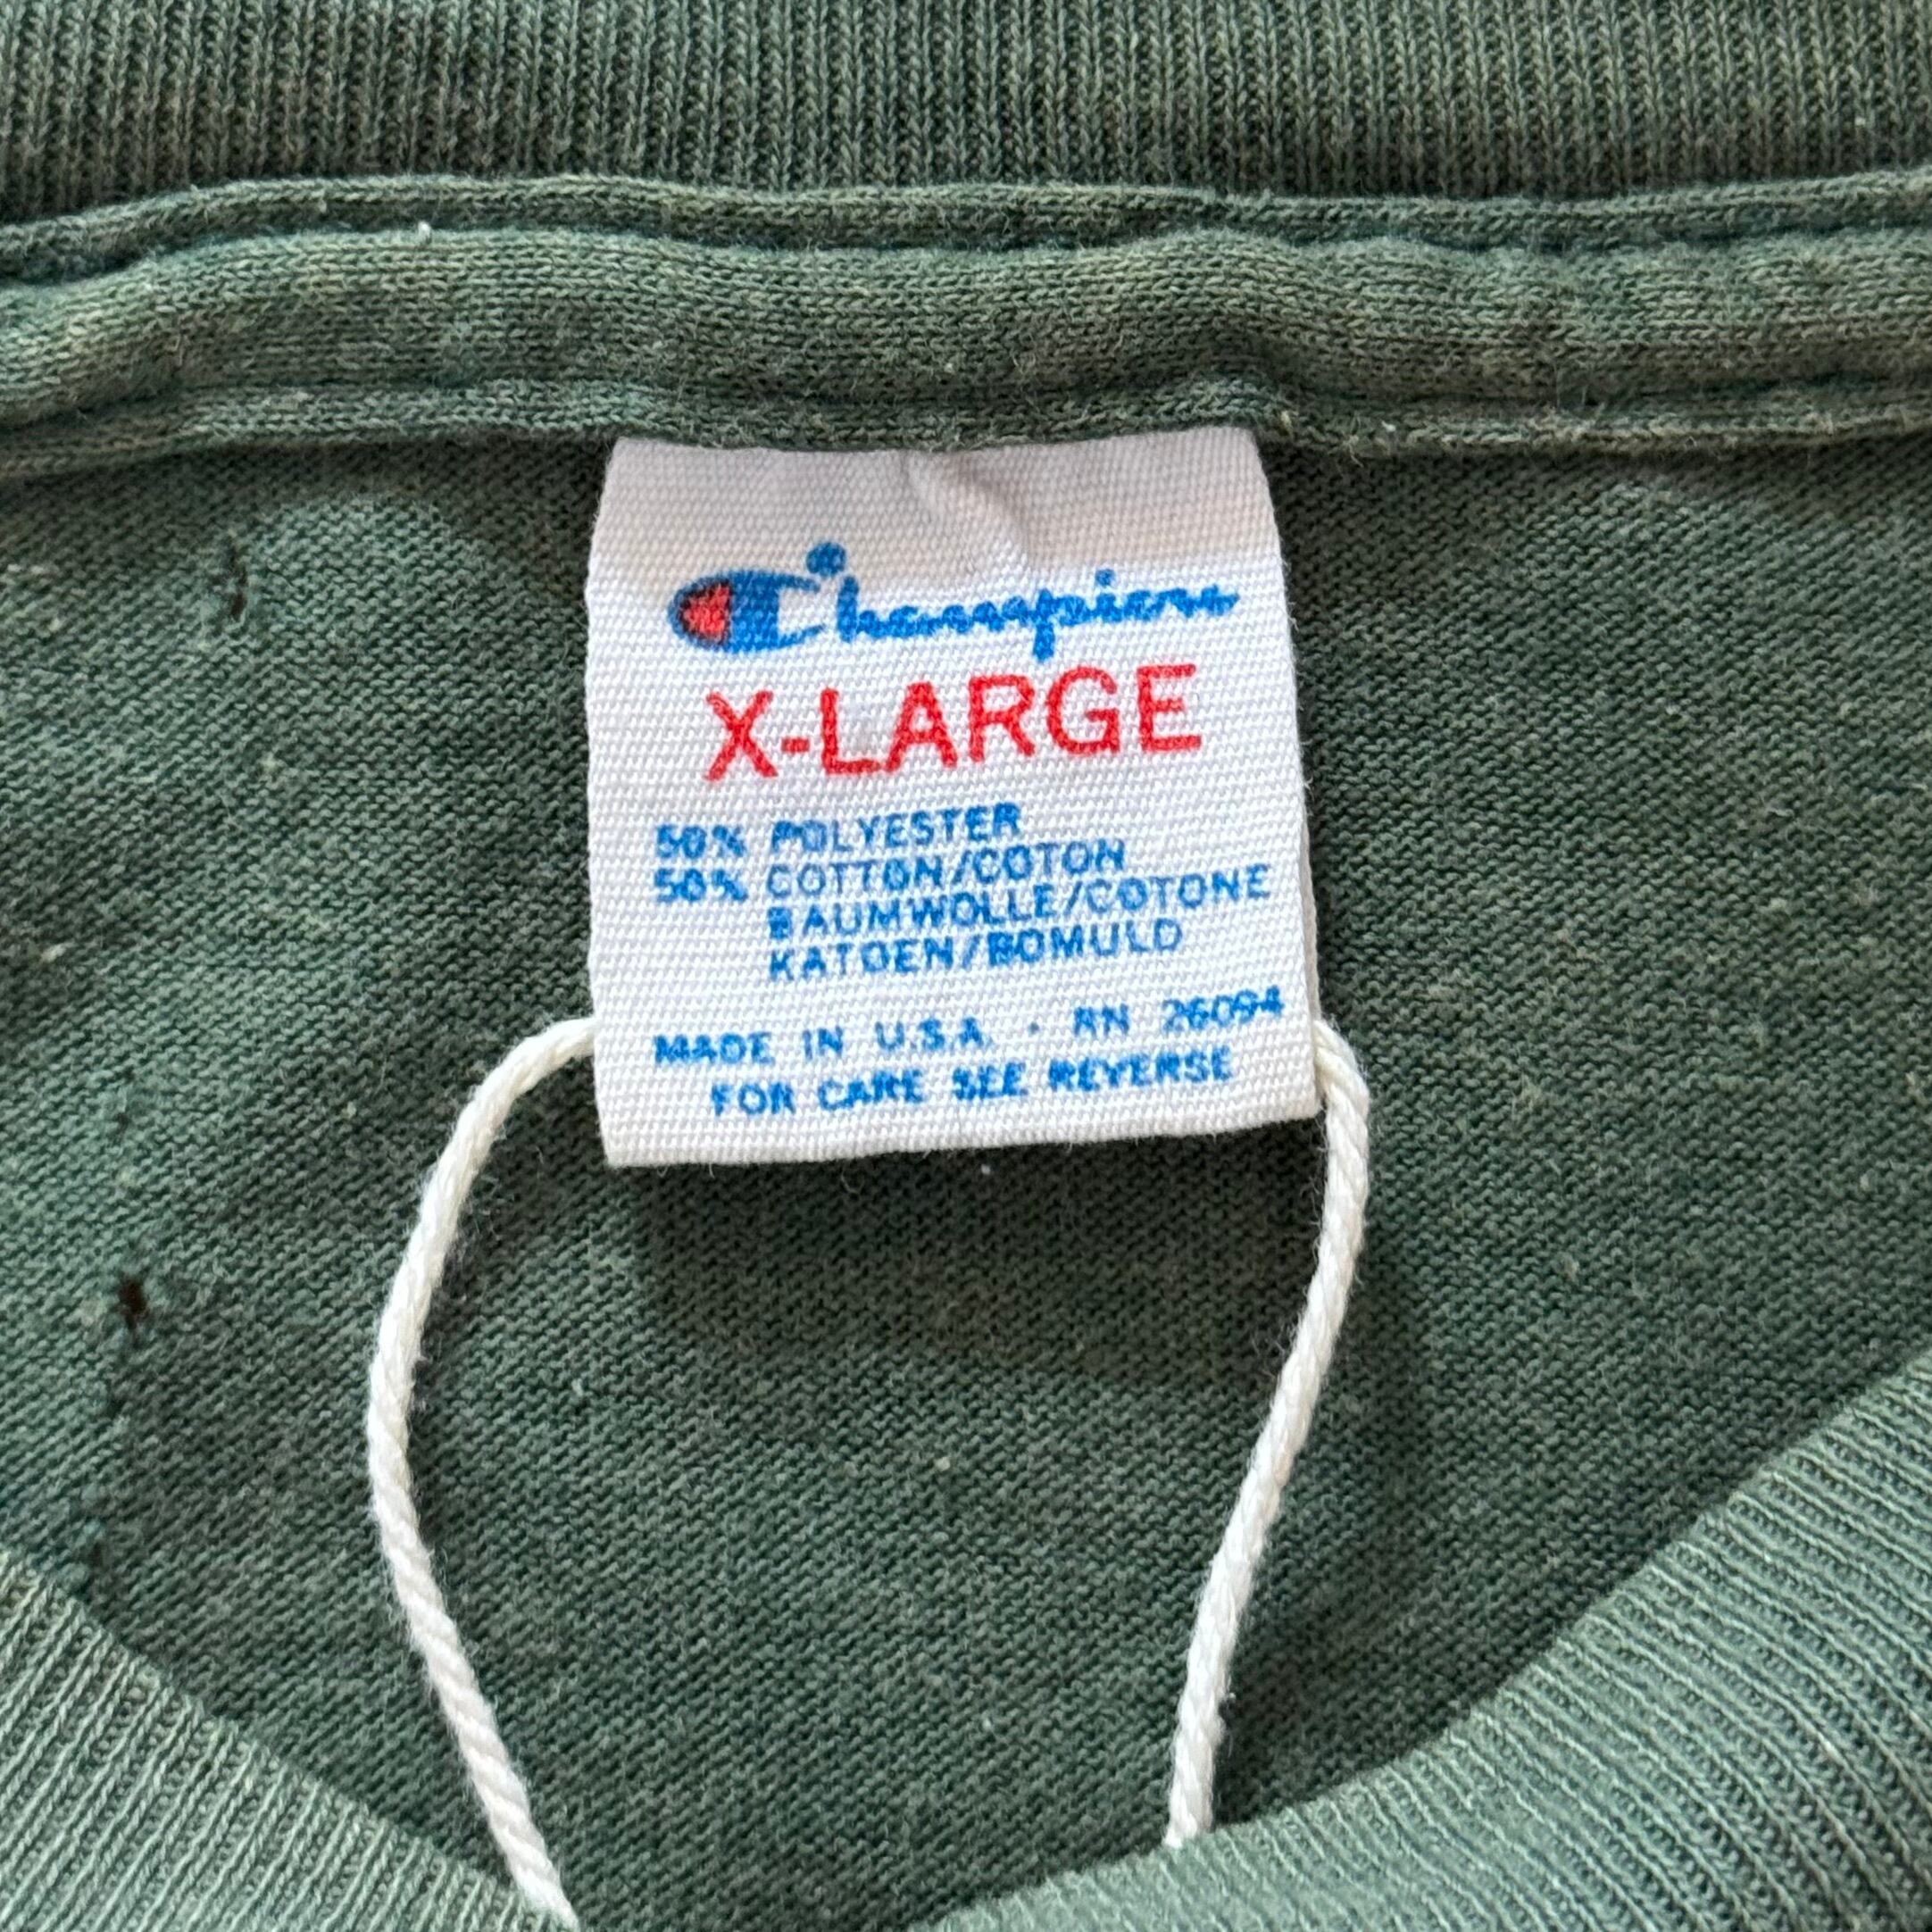 Champion
X-LARGE
50% POLYESTER
50% COTTON/COTON
BAUMWOLLE/COTONE
KATOEN/BOMULD
MADE IN U.S.A. · RN 26094
FOR CARE SEE REVERSE